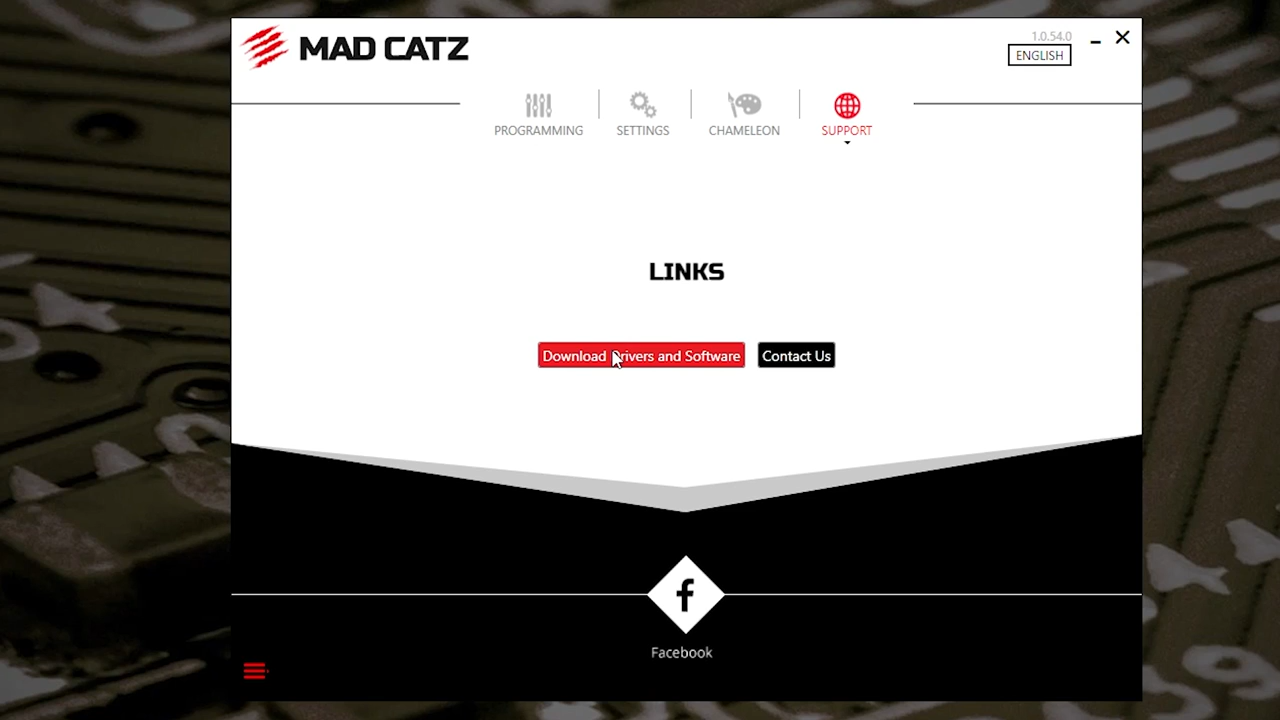 MAD CATZ
1.0.54.0
ENGLISH
PROGRAMMING
SETTINGS
CHAMELEON
SUPPORT
LINKS
Download Drivers and Software
Contact Us
Facebook